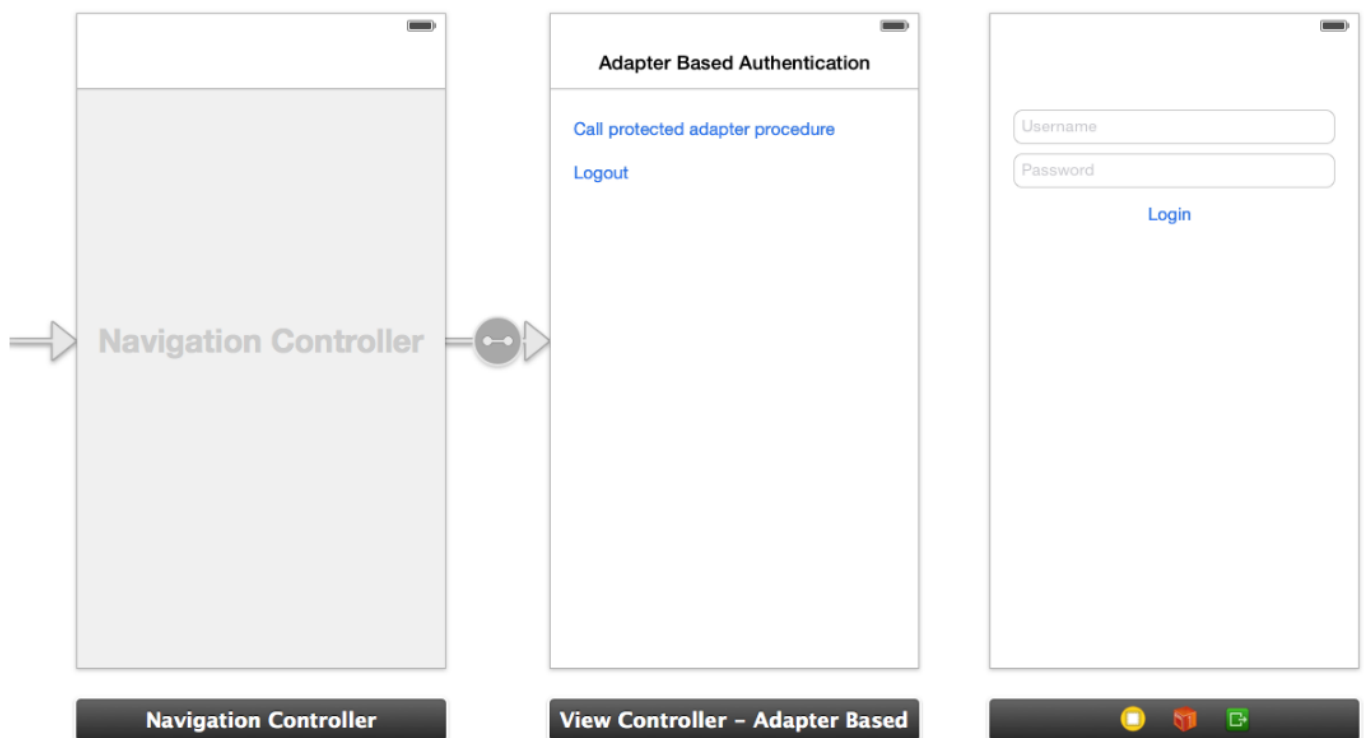 Adapter Based Authentication
Call protected adapter procedure
Logout
Username
Password
Login
Navigation Controller
Navigation Controller
View Controller – Adapter Based